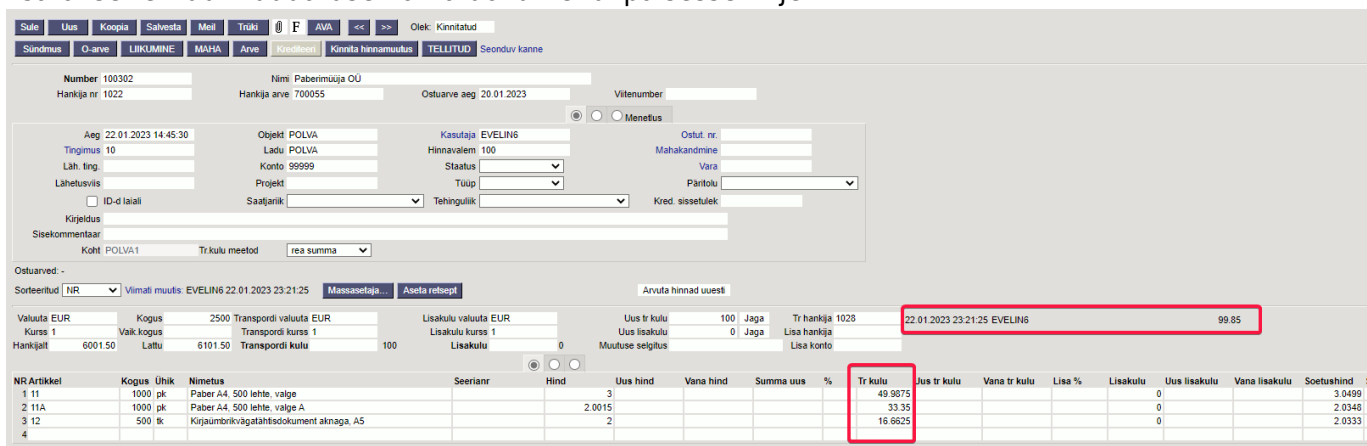 Sule Uus Koopia Salvesta Meil Trüki F AVA << >> Olek: Kinnitatud
Sündmus O-arve LIIKUMINE MAHA Arve Krediteeri Kinnita hinnamuutus TELLITUD Seonduv kanne
Number 100302 Nimi Paberimüüja OÜ
Hankija nr 1022 Hankija arve 700055 Ostuarve aeg 20.01.2023 Viitenumber
Menetlus
Aeg 22.01.2023 14:45:30 Objekt POLVA Kasutaja EVELIN6 Ostut. nr.
Tingimus 10 Ladu POLVA Hinnavalem 100 Mahakandmine
Läh. ting. Konto 99999 Staatus Vara
Lähetusviis Projekt Tüüp Päritolu
ID-d laiali Saatjariik Tehinguliik Kred. sissetulek
Kirjeldus
Sisekommentaar
Koht POLVA1 Tr.kulu meetod rea summa
Ostuarved: -
Sorteeritud NR Viimati muutis: EVELIN6 22.01.2023 23:21:25 Massasetaja... Aseta retsept Arvuta hinnad uuesti
Valuuta EUR Kogus 2500 Transpordi valuuta EUR Lisakulu valuuta EUR Uus tr kulu 100 Jaga Tr hankija 1028 22.01.2023 23:21:25 EVELIN6 99.85
Kurss 1 Vaik.kogus Transpordi kurss 1 Lisakulu kurss 1 Uus lisakulu 0 Jaga Lisa hankija
Hankijalt 6001.50 Lattu 6101.50 Transpordi kulu 100 Lisakulu 0 Muutuse selgitus Lisa konto
NR Artikkel Kogus Ühik Nimetus Seerianr Hind Uus hind Vana hind Summa uus % Tr kulu Uus tr kulu Vana tr kulu Lisa % Lisakulu Uus lisakulu Vana lisakulu Soetushind
1 11 1000 pk Paber A4, 500 lehte, valge 3 49.9875 0 3.0499
2 11A 1000 pk Paber A4, 500 lehte, valge A 2.0015 33.35 0 2.0348
3 12 500 tk Kirjaümbrikvägatähtisdokument aknaga, A5 2 16.6625 0 2.0333
4